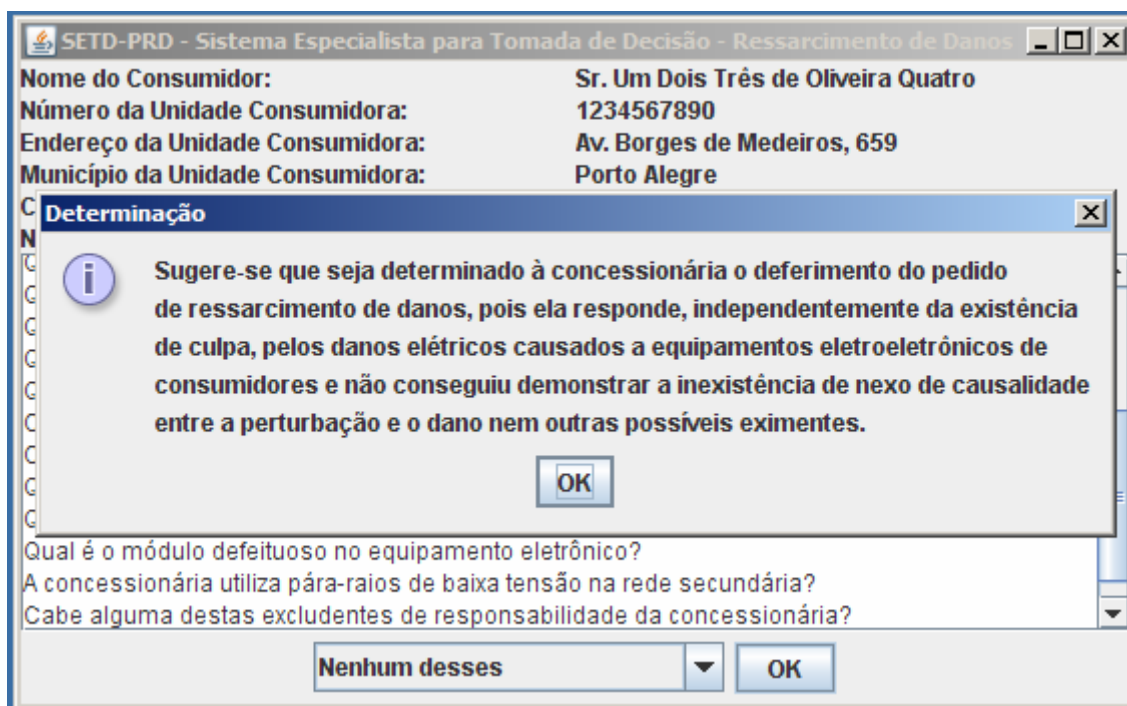 SETD-PRD - Sistema Especialista para Tomada de Decisão - Ressarcimento de Danos
Nome do Consumidor: Sr. Um Dois Três de Oliveira Quatro
Número da Unidade Consumidora: 1234567890
Endereço da Unidade Consumidora: Av. Borges de Medeiros, 659
Município da Unidade Consumidora: Porto Alegre
Determinação
Sugere-se que seja determinado à concessionária o deferimento do pedido
de ressarcimento de danos, pois ela responde, independentemente da existência
de culpa, pelos danos elétricos causados a equipamentos eletroeletrônicos de
consumidores e não conseguiu demonstrar a inexistência de nexo de causalidade
entre a perturbação e o dano nem outras possíveis eximentes.
OK
Qual é o módulo defeituoso no equipamento eletrônico?
A concessionária utiliza pára-raios de baixa tensão na rede secundária?
Cabe alguma destas excludentes de responsabilidade da concessionária?
Nenhum desses OK